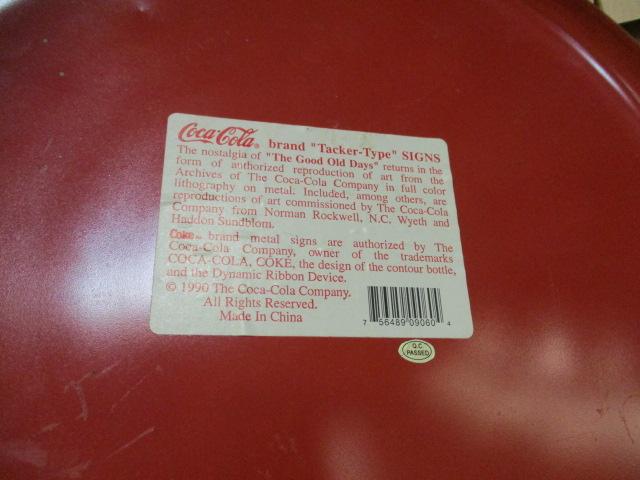 Coca-Cola® brand "Tacker-Type" SIGNS
The nostalgia of "The Good Old Days" returns in the
form of authorized reproduction of art from the
Archives of The Coca-Cola Company in full color
lithography on metal. Included, among others, are
reproductions of art commissioned by The Coca-Cola
Company from Norman Rockwell, N.C. Wyeth and
Haddon Sundblom.
Coke™ brand metal signs are authorized by The
Coca-Cola Company, owner of the trademarks
COCA-COLA, COKE, the design of the contour bottle,
and the Dynamic Ribbon Device.
© 1990 The Coca-Cola Company.
All Rights Reserved.
Made In China
7 56489 09060 4
Q.C
PASSED